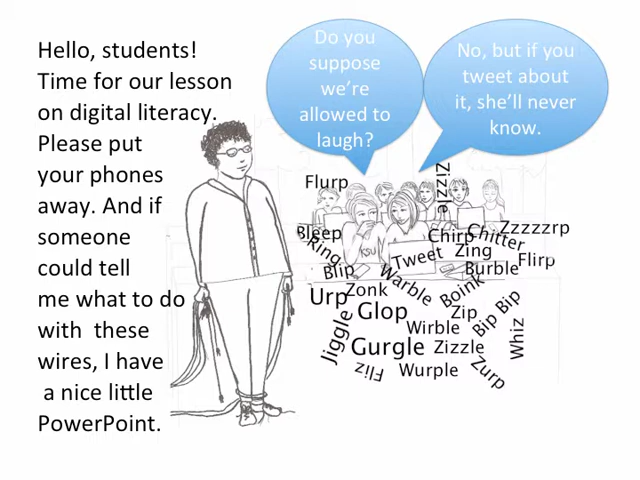 Hello, students!
Time for our lesson
on digital literacy.
Please put
your phones
away. And if
someone
could tell
me what to do
with these
wires, I have
a nice little
PowerPoint.
Do you
suppose
we're
allowed to
laugh?
No, but if you
tweet about
it, she'll never
know.
Flurp
Zizzle
Bleep
Ring
Blip
Chirp
Chitter
Zzzzzrp
Tweet
Zing
Flirp
Burble
KSU
Urp
Zonk
Warble
Boink
Glop
Zip
Bip
Bip
Jiggle
Wirble
Whiz
Gurgle
Zizzle
Fliz
Wurple
Zurp